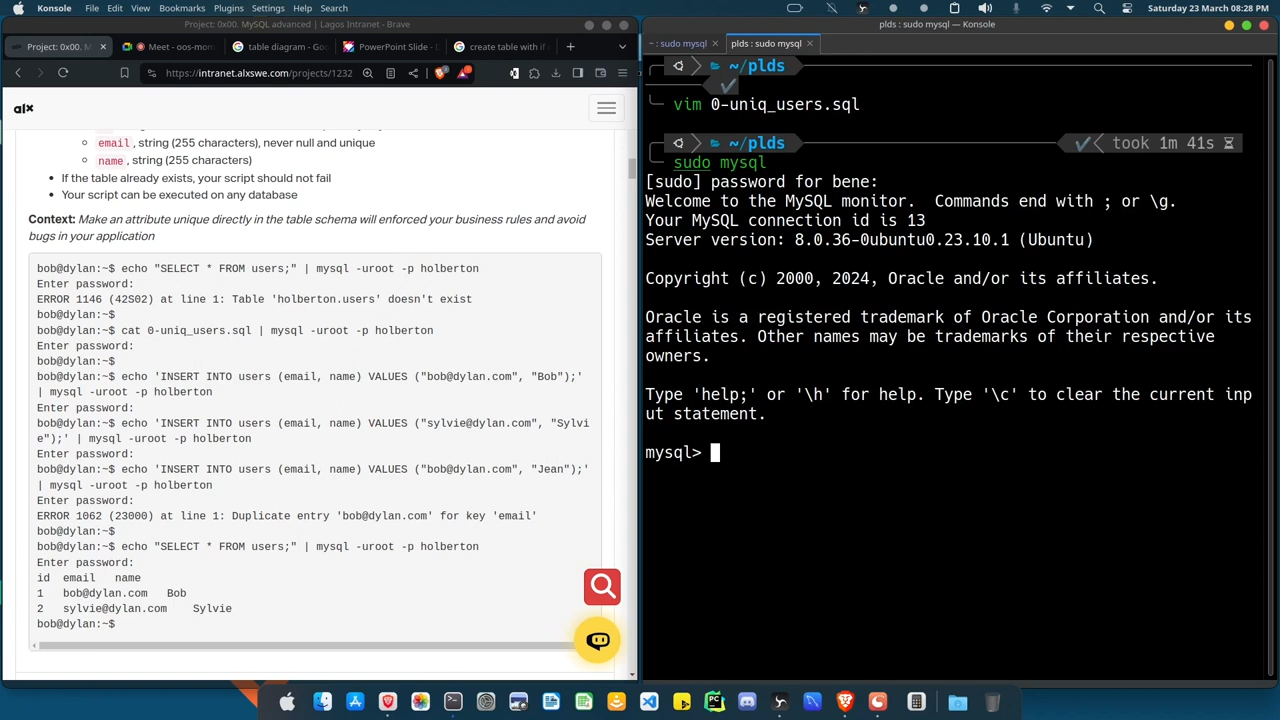 Konsole File Edit View Bookmarks Plugins Settings Help Saturday 23 March 08:28 PM
Project: 0x00. MySQL advanced | Lagos Intranet - Brave
Project: 0x00. MySQL adv
Meet - oos-mom
table diagram - Goo
PowerPoint Slide -
create table with if
https://intranet.alxswe.com/projects/1232
alx
email, string (255 characters), never null and unique
name, string (255 characters)
If the table already exists, your script should not fail
Your script can be executed on any database
Context: Make an attribute unique directly in the table schema will enforced your business rules and avoid
bugs in your application
bob@dylan:~$ echo "SELECT * FROM users;" | mysql -uroot -p holberton
Enter password:
ERROR 1146 (42S02) at line 1: Table 'holberton.users' doesn't exist
bob@dylan:~$
bob@dylan:~$ cat 0-uniq_users.sql | mysql -uroot -p holberton
Enter password:
bob@dylan:~$
bob@dylan:~$ echo 'INSERT INTO users (email, name) VALUES ("bob@dylan.com", "Bob");'
| mysql -uroot -p holberton
Enter password:
bob@dylan:~$ echo 'INSERT INTO users (email, name) VALUES ("sylvie@dylan.com", "Sylvi
e");' | mysql -uroot -p holberton
Enter password:
bob@dylan:~$ echo 'INSERT INTO users (email, name) VALUES ("bob@dylan.com", "Jean");'
| mysql -uroot -p holberton
Enter password:
ERROR 1062 (23000) at line 1: Duplicate entry 'bob@dylan.com' for key 'email'
bob@dylan:~$
bob@dylan:~$ echo "SELECT * FROM users;" | mysql -uroot -p holberton
Enter password:
id email name
1 bob@dylan.com Bob
2 sylvie@dylan.com Sylvie
bob@dylan:~$
plds : sudo mysql — Konsole
~ : sudo mysql
plds : sudo mysql
~/plds
vim 0-uniq_users.sql
~/plds took 1m 41s
sudo mysql
[sudo] password for bene:
Welcome to the MySQL monitor.  Commands end with ; or \g.
Your MySQL connection id is 13
Server version: 8.0.36-0ubuntu0.23.10.1 (Ubuntu)
Copyright (c) 2000, 2024, Oracle and/or its affiliates.
Oracle is a registered trademark of Oracle Corporation and/or its
affiliates. Other names may be trademarks of their respective
owners.
Type 'help;' or '\h' for help. Type '\c' to clear the current inp
ut statement.
mysql>